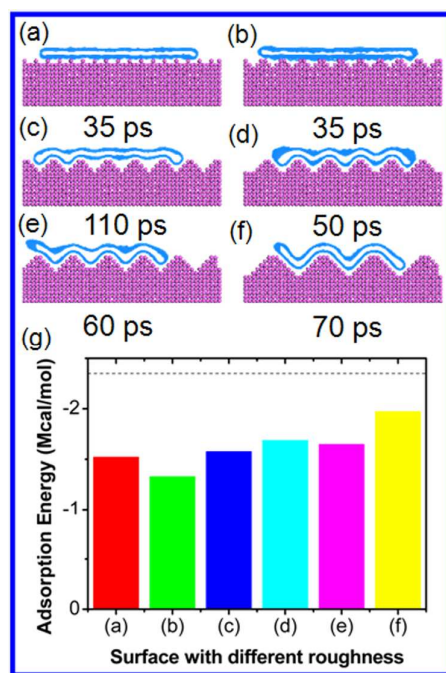 (a)
(b)
35 ps
35 ps
(c)
(d)
110 ps
50 ps
(e)
(f)
60 ps
70 ps
(g)
Adsorption Energy (Mcal/mol)
-2
-1
0
(a) (b) (c) (d) (e) (f)
Surface with different roughness